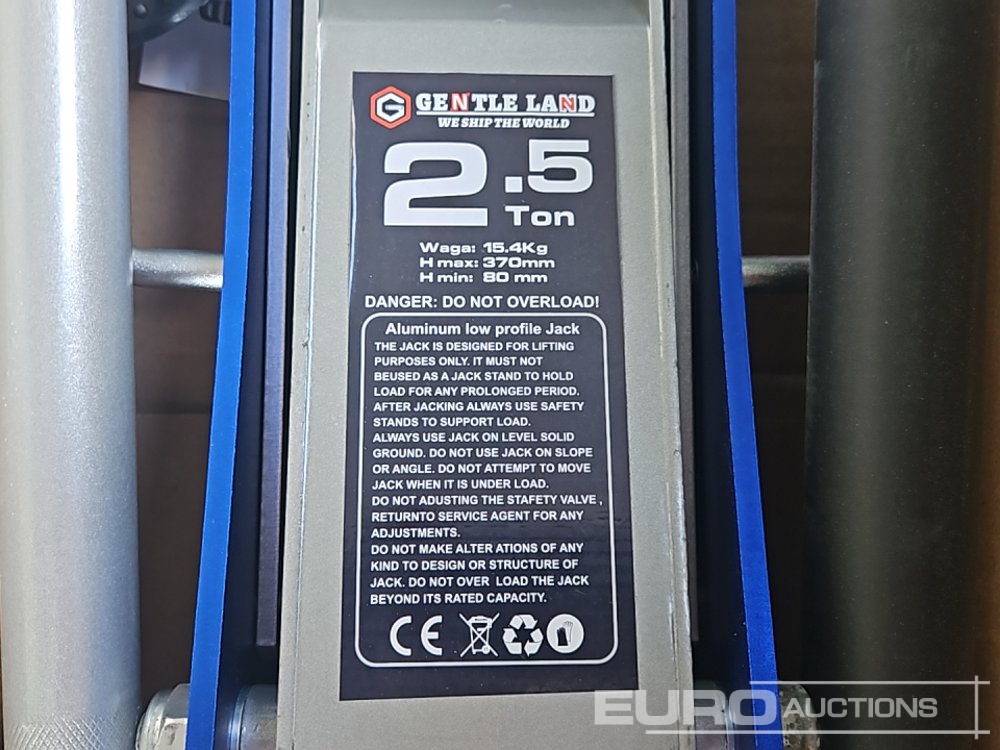 G GENTLE LAND
WE SHIP THE WORLD
2.5
Ton
Waga: 15.4Kg
H max: 370mm
H min: 80 mm
DANGER: DO NOT OVERLOAD!
Aluminum low profile Jack
THE JACK IS DESIGNED FOR LIFTING
PURPOSES ONLY. IT MUST NOT
BEUSED AS A JACK STAND TO HOLD
LOAD FOR ANY PROLONGED PERIOD.
AFTER JACKING ALWAYS USE SAFETY
STANDS TO SUPPORT LOAD.
ALWAYS USE JACK ON LEVEL SOLID
GROUND. DO NOT USE JACK ON SLOPE
OR ANGLE. DO NOT ATTEMPT TO MOVE
JACK WHEN IT IS UNDER LOAD.
DO NOT ADUSTING THE STAFETY VALVE ,
RETURNTO SERVICE AGENT FOR ANY
ADJUSTMENTS.
DO NOT MAKE ALTER ATIONS OF ANY
KIND TO DESIGN OR STRUCTURE OF
JACK. DO NOT OVER LOAD THE JACK
BEYOND ITS RATED CAPACITY.
CE
EURO AUCTIONS